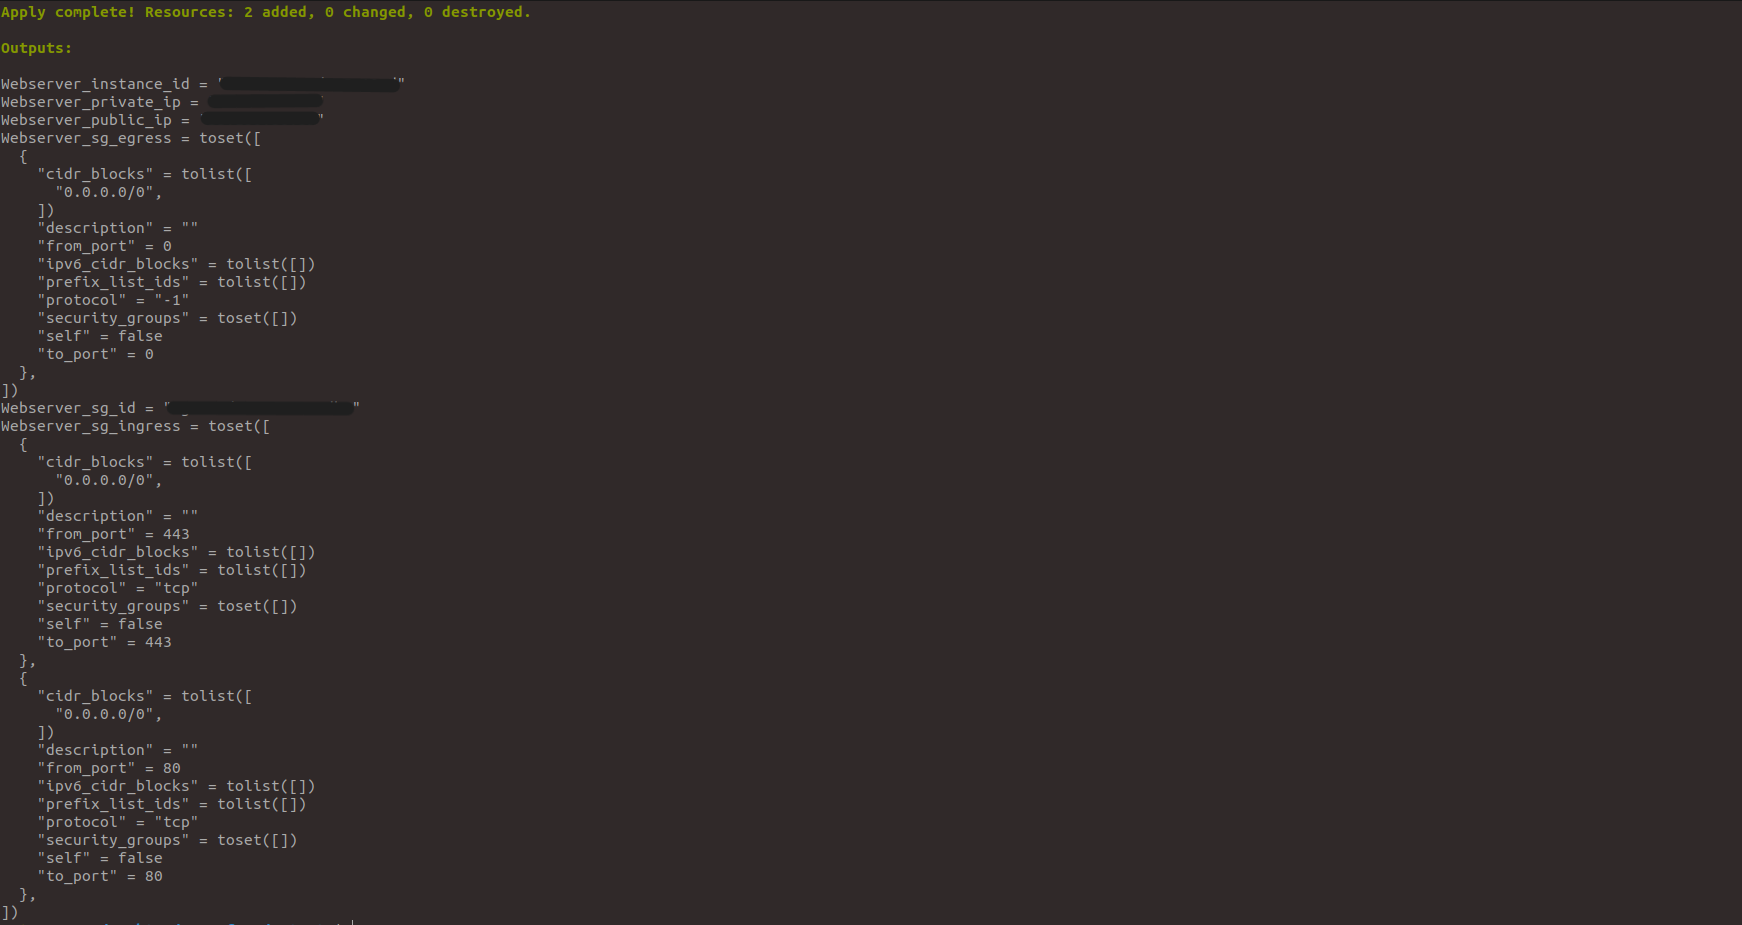 Apply complete! Resources: 2 added, 0 changed, 0 destroyed.
Outputs:
Webserver_instance_id = "
Webserver_private_ip =
Webserver_public_ip = "
Webserver_sg_egress = toset([
  {
    "cidr_blocks" = tolist([
      "0.0.0.0/0",
    ])
    "description" = ""
    "from_port" = 0
    "ipv6_cidr_blocks" = tolist([])
    "prefix_list_ids" = tolist([])
    "protocol" = "-1"
    "security_groups" = toset([])
    "self" = false
    "to_port" = 0
  },
])
Webserver_sg_id = ""
Webserver_sg_ingress = toset([
  {
    "cidr_blocks" = tolist([
      "0.0.0.0/0",
    ])
    "description" = ""
    "from_port" = 443
    "ipv6_cidr_blocks" = tolist([])
    "prefix_list_ids" = tolist([])
    "protocol" = "tcp"
    "security_groups" = toset([])
    "self" = false
    "to_port" = 443
  },
  {
    "cidr_blocks" = tolist([
      "0.0.0.0/0",
    ])
    "description" = ""
    "from_port" = 80
    "ipv6_cidr_blocks" = tolist([])
    "prefix_list_ids" = tolist([])
    "protocol" = "tcp"
    "security_groups" = toset([])
    "self" = false
    "to_port" = 80
  },
])